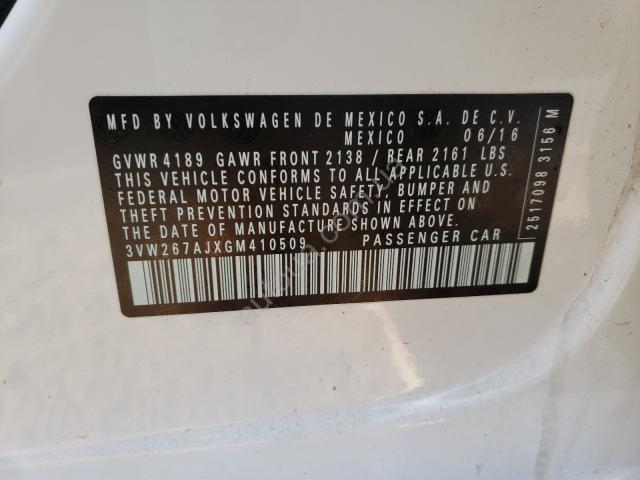 MFD BY VOLKSWAGEN DE MEXICO S.A. DE C.V.
MEXICO 06/16
GVWR 4189 GAWR FRONT 2138 / REAR 2161 LBS
THIS VEHICLE CONFORMS TO ALL APPLICABLE U.S.
FEDERAL MOTOR VEHICLE SAFETY, BUMPER AND
THEFT PREVENTION STANDARDS IN EFFECT ON
THE DATE OF MANUFACTURE SHOWN ABOVE.
3VW267AJXGM410509 PASSENGER CAR
2517098 3156 M